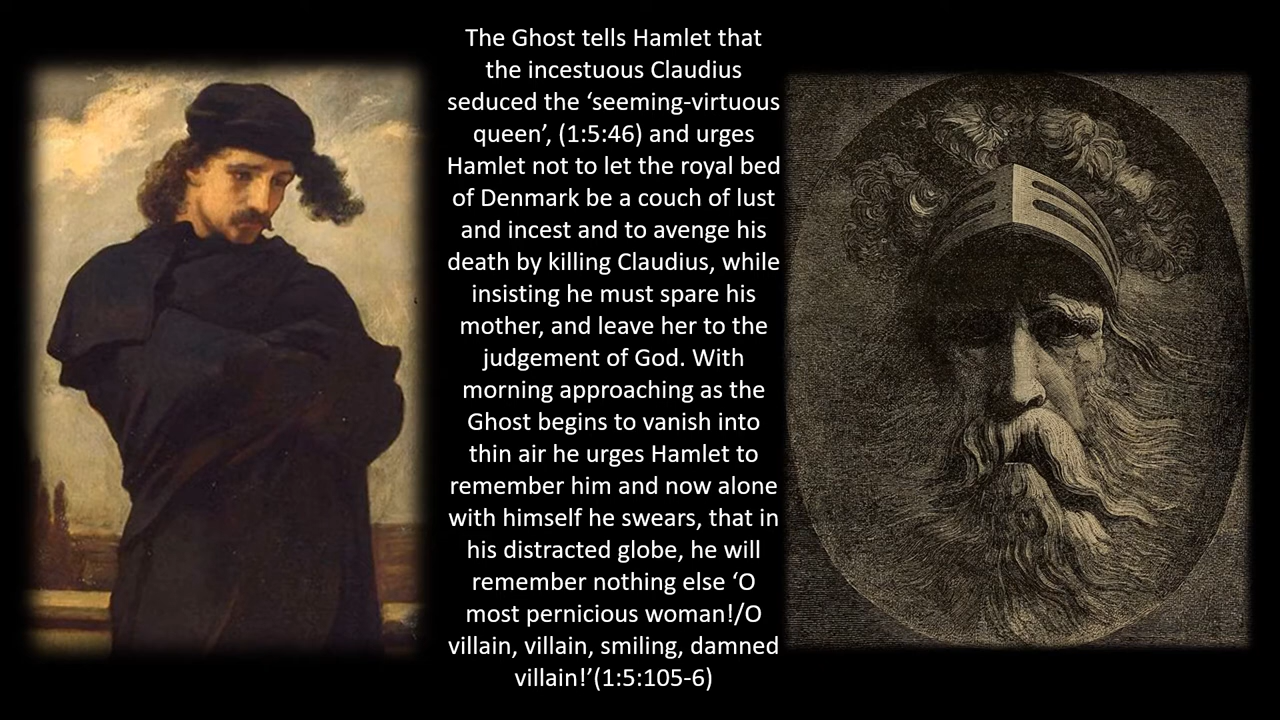 The Ghost tells Hamlet that
the incestuous Claudius
seduced the ‘seeming-virtuous
queen’, (1:5:46) and urges
Hamlet not to let the royal bed
of Denmark be a couch of lust
and incest and to avenge his
death by killing Claudius, while
insisting he must spare his
mother, and leave her to the
judgement of God. With
morning approaching as the
Ghost begins to vanish into
thin air he urges Hamlet to
remember him and now alone
with himself he swears, that in
his distracted globe, he will
remember nothing else ‘O
most pernicious woman!/O
villain, villain, smiling, damned
villain!’(1:5:105-6)